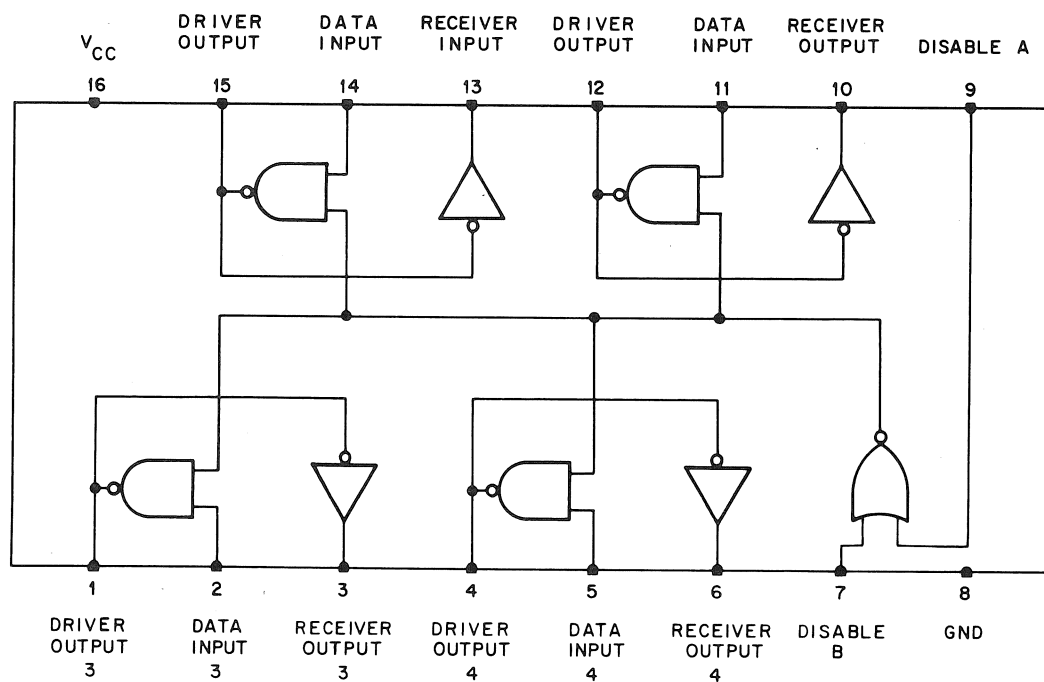 V CC
DRIVER
OUTPUT
DATA
INPUT
RECEIVER
INPUT
DRIVER
OUTPUT
DATA
INPUT
RECEIVER
OUTPUT
DISABLE A
16 15 14 13 12 11 10 9
1 2 3 4 5 6 7 8
DRIVER
OUTPUT
3
DATA
INPUT
3
RECEIVER
OUTPUT
3
DRIVER
OUTPUT
4
DATA
INPUT
4
RECEIVER
OUTPUT
4
DISABLE
B
GND